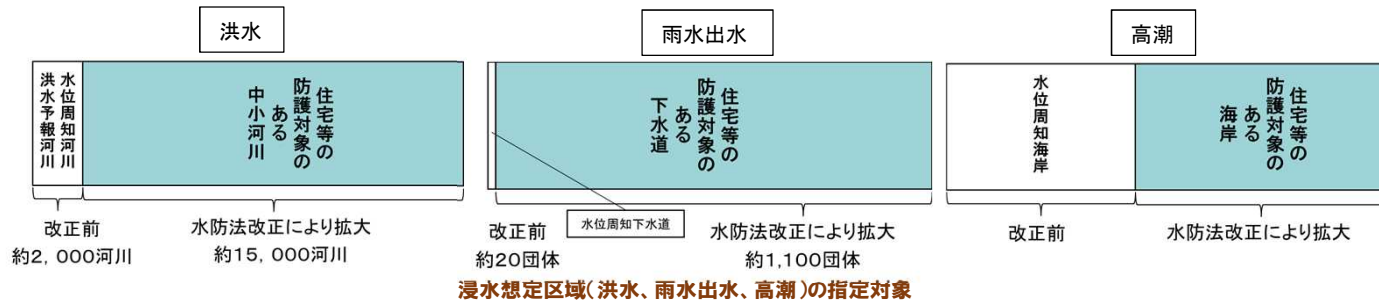 洪水
洪水予報河川
水位周知河川
住宅等の
防護対象の
ある
中小河川
改正前
約2,000河川
水防法改正により拡大
約15,000河川
雨水出水
住宅等の
防護対象の
ある
下水道
水位周知下水道
改正前
約20団体
水防法改正により拡大
約1,100団体
高潮
水位周知海岸
住宅等の
防護対象の
ある
海岸
改正前
水防法改正により拡大
浸水想定区域(洪水、雨水出水、高潮)の指定対象